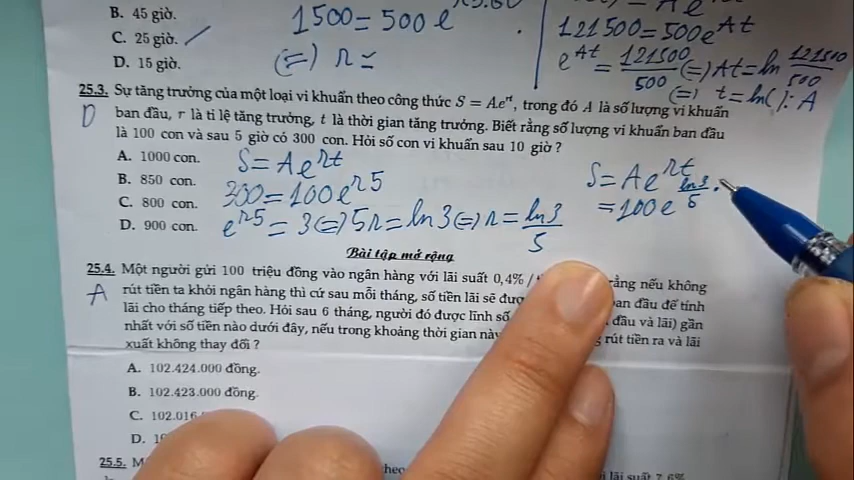 B. 45 giờ.
C. 25 giờ.
D. 15 giờ.
1500 = 500 e
(=) r =
121500 = 500e^At
e^At = 121500/500 (=) At = ln 121500/500
(=) t = ln( ) : A
25.3. Sự tăng trưởng của một loại vi khuẩn theo công thức S = A.e^rt, trong đó A là số lượng vi khuẩn
D
ban đầu, r là tỉ lệ tăng trưởng, t là thời gian tăng trưởng. Biết rằng số lượng vi khuẩn ban đầu
là 100 con và sau 5 giờ có 300 con. Hỏi số con vi khuẩn sau 10 giờ ?
A. 1000 con.
B. 850 con.
C. 800 con.
D. 900 con.
S = A e^rt
300 = 100 e^r5
e^r5 = 3 (=) 5r = ln3 (=) r = ln3/5
S = A e^rt
= 100 e^ln3/5 .
Bài tập mở rộng
25.4. Một người gửi 100 triệu đồng vào ngân hàng với lãi suất 0,4% / rằng nếu không
A
rút tiền ta khỏi ngân hàng thì cứ sau mỗi tháng, số tiền lãi sẽ ban đầu để tính
lãi cho tháng tiếp theo. Hỏi sau 6 tháng, người đó được lĩnh số đầu và lãi) gần
nhất với số tiền nào dưới đây, nếu trong khoảng thời gian này rút tiền ra và lãi
xuất không thay đổi ?
A. 102.424.000 đồng.
B. 102.423.000 đồng.
C. 102.016
D.
25.5.
lãi suất 7,6%